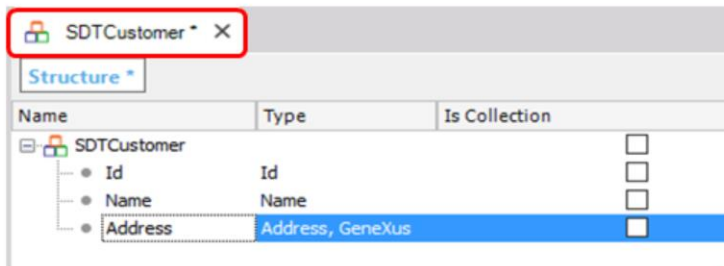 SDTCustomer *
Structure *
Name Type Is Collection
SDTCustomer
Id Id
Name Name
Address Address, GeneXus